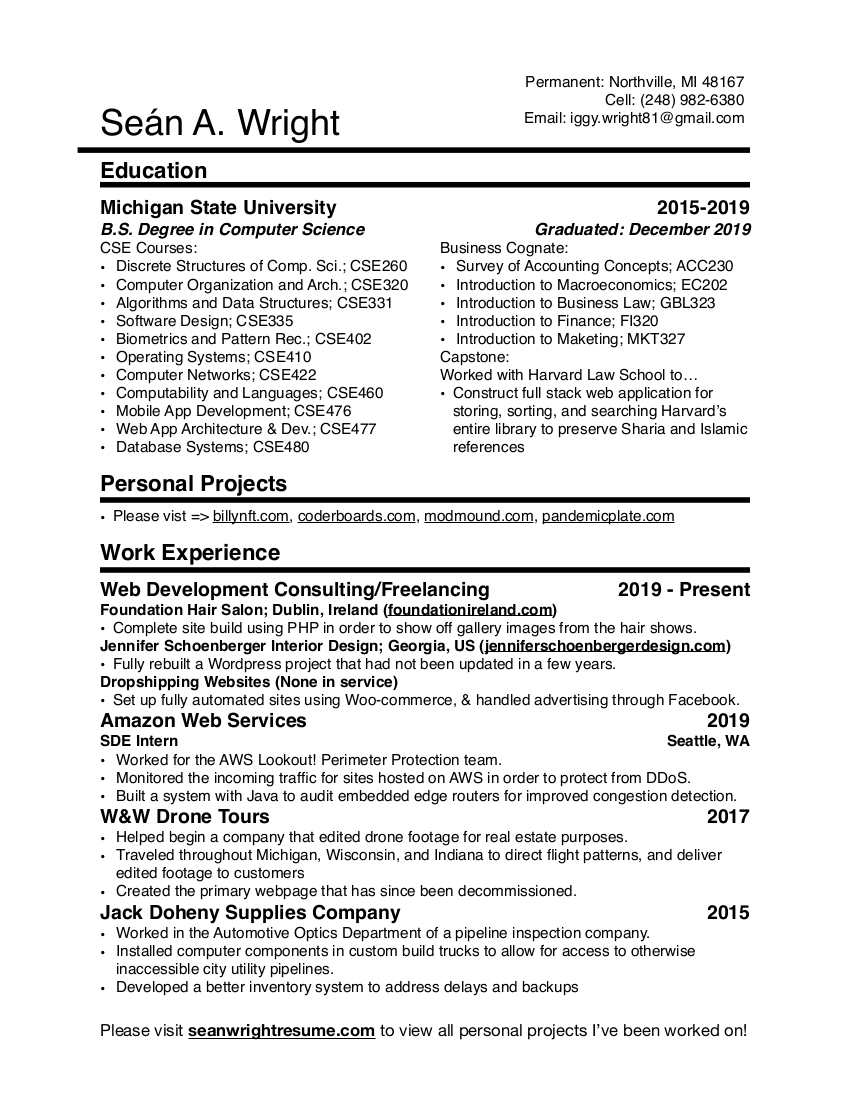 Permanent: Northville, MI 48167
Cell: (248) 982-6380
Email: iggy.wright81@gmail.com
Seán A. Wright
Education
Michigan State University 2015-2019
B.S. Degree in Computer Science Graduated: December 2019
CSE Courses:
• Discrete Structures of Comp. Sci.; CSE260
• Computer Organization and Arch.; CSE320
• Algorithms and Data Structures; CSE331
• Software Design; CSE335
• Biometrics and Pattern Rec.; CSE402
• Operating Systems; CSE410
• Computer Networks; CSE422
• Computability and Languages; CSE460
• Mobile App Development; CSE476
• Web App Architecture & Dev.; CSE477
• Database Systems; CSE480
Business Cognate:
• Survey of Accounting Concepts; ACC230
• Introduction to Macroeconomics; EC202
• Introduction to Business Law; GBL323
• Introduction to Finance; FI320
• Introduction to Maketing; MKT327
Capstone:
Worked with Harvard Law School to…
• Construct full stack web application for
storing, sorting, and searching Harvard’s
entire library to preserve Sharia and Islamic
references
Personal Projects
• Please vist => billynft.com, coderboards.com, modmound.com, pandemicplate.com
Work Experience
Web Development Consulting/Freelancing 2019 - Present
Foundation Hair Salon; Dublin, Ireland (foundationireland.com)
• Complete site build using PHP in order to show off gallery images from the hair shows.
Jennifer Schoenberger Interior Design; Georgia, US (jenniferschoenbergerdesign.com)
• Fully rebuilt a Wordpress project that had not been updated in a few years.
Dropshipping Websites (None in service)
• Set up fully automated sites using Woo-commerce, & handled advertising through Facebook.
Amazon Web Services 2019
SDE Intern Seattle, WA
• Worked for the AWS Lookout! Perimeter Protection team.
• Monitored the incoming traffic for sites hosted on AWS in order to protect from DDoS.
• Built a system with Java to audit embedded edge routers for improved congestion detection.
W&W Drone Tours 2017
• Helped begin a company that edited drone footage for real estate purposes.
• Traveled throughout Michigan, Wisconsin, and Indiana to direct flight patterns, and deliver
edited footage to customers
• Created the primary webpage that has since been decommissioned.
Jack Doheny Supplies Company 2015
• Worked in the Automotive Optics Department of a pipeline inspection company.
• Installed computer components in custom build trucks to allow for access to otherwise
inaccessible city utility pipelines.
• Developed a better inventory system to address delays and backups
Please visit seanwrightresume.com to view all personal projects I’ve been worked on!